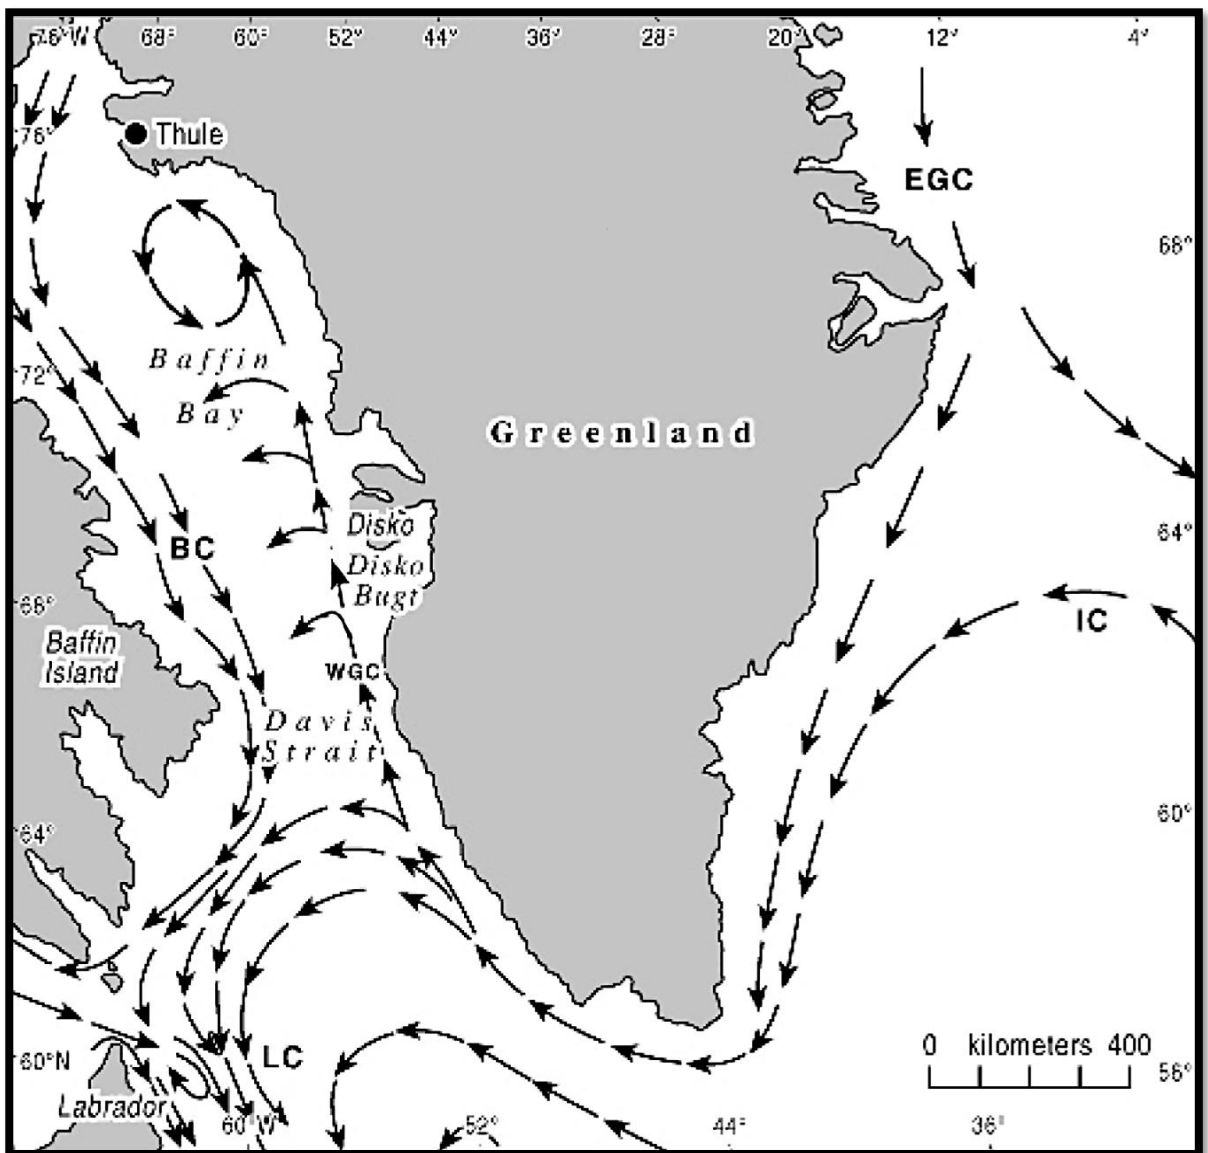 76°W 68° 60° 52° 44° 36° 28° 20° 12° 4°
76°
Thule
EGC
68°
Baffin
72°
Bay
Greenland
Disko
64°
BC
Disko
Bugt
68°
IC
Baffin
Island
WGC
Davis
Strait
60°
64°
0 kilometers 400
LC
60°N
56°
Labrador
60°W 52° 44° 36°